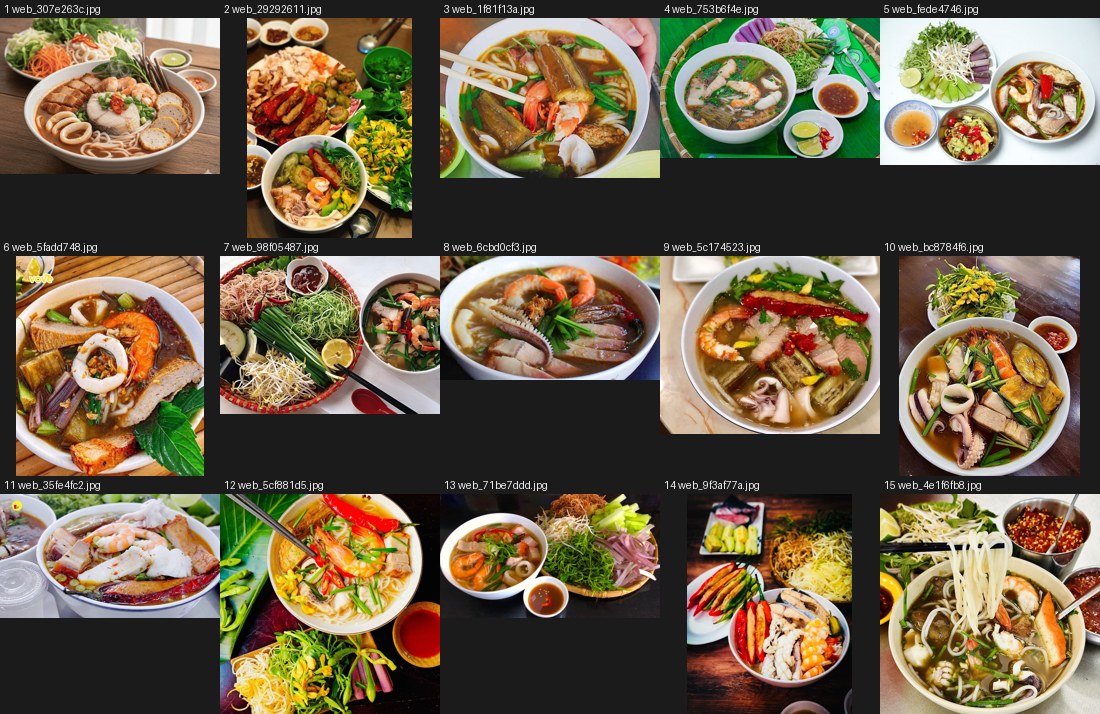 1 web_307e263c.jpg
2 web_29292611.jpg
3 web_1f81f13a.jpg
4 web_753b6f4e.jpg
5 web_fede4746.jpg
6 web_5fadd748.jpg
7 web_98f05487.jpg
8 web_6cbd0cf3.jpg
9 web_5c174523.jpg
10 web_bc8784f6.jpg
11 web_35fe4fc2.jpg
12 web_5cf881d5.jpg
13 web_71be7ddd.jpg
14 web_9f3af77a.jpg
15 web_4e1f6fb8.jpg